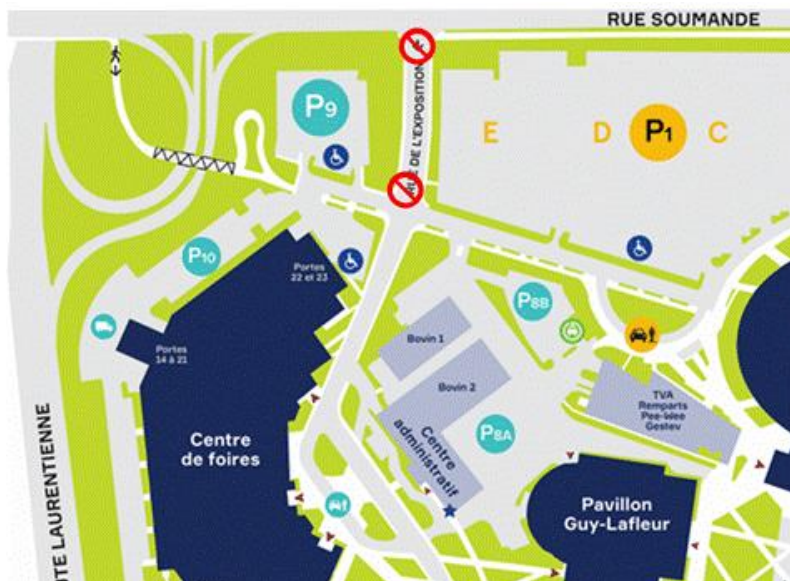 RUE SOUMANDE
RUE DE L'EXPOSITION
P9
E
D
P1
C
P10
Portes
22 et 23
Portes
14 à 21
P8B
Bovin 1
Bovin 2
TVA
Remparts
Pee-Wee
Gestev
P8A
Centre
administratif
Centre
de foires
Pavillon
Guy-Lafleur
LAURENTIENNE